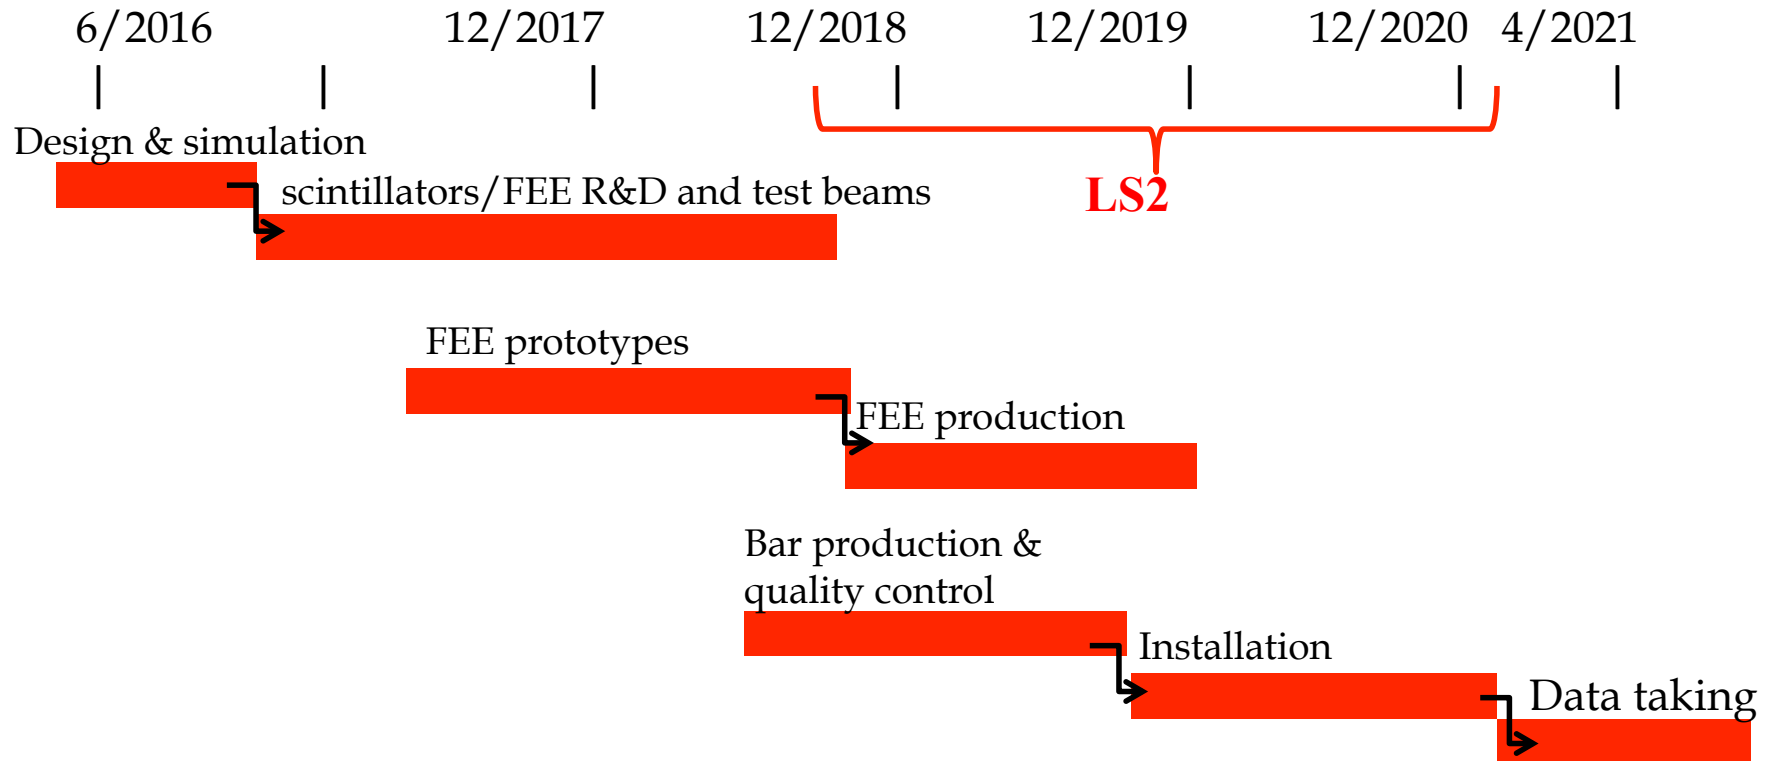 6/2016 12/2017 12/2018 12/2019 12/2020 4/2021
Design & simulation
scintillators/FEE R&D and test beams
LS2
FEE prototypes
FEE production
Bar production &
quality control
Installation
Data taking